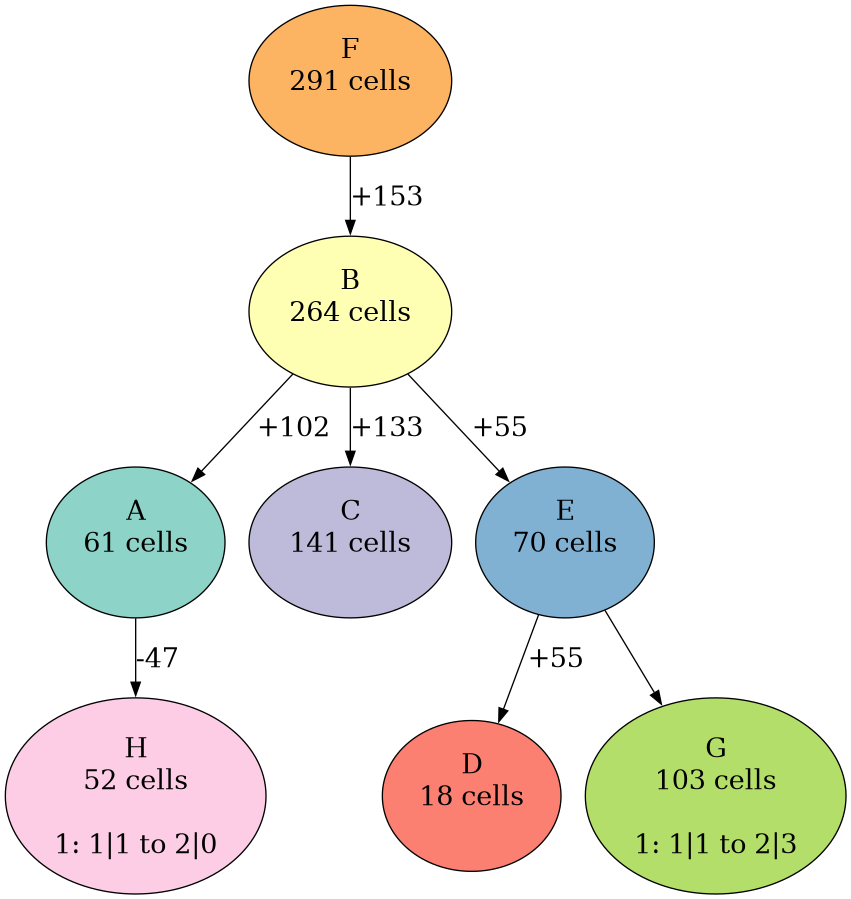 F
291 cells
+153
B
264 cells
+102
+133
+55
A
61 cells
C
141 cells
E
70 cells
-47
+55
H
52 cells
1: 1|1 to 2|0
D
18 cells
G
103 cells
1: 1|1 to 2|3